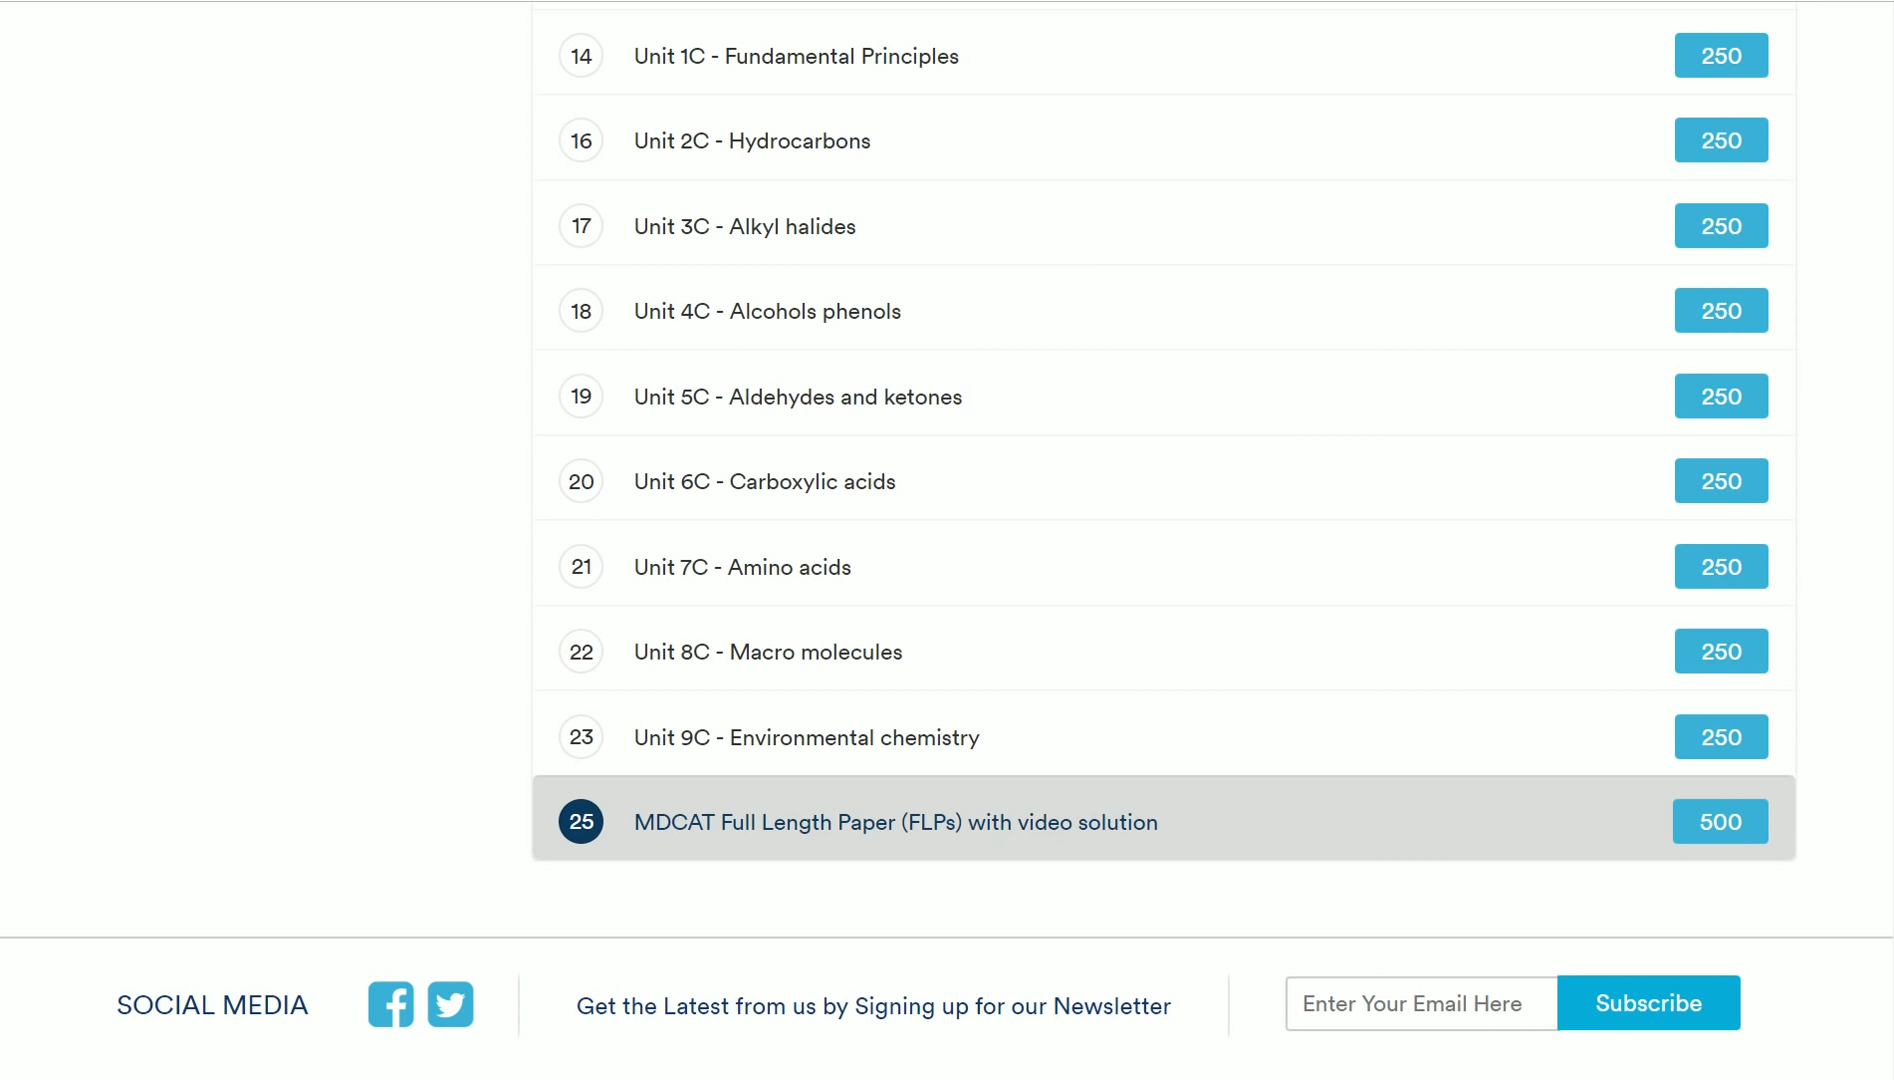 14 Unit 1C - Fundamental Principles 250
16 Unit 2C - Hydrocarbons 250
17 Unit 3C - Alkyl halides 250
18 Unit 4C - Alcohols phenols 250
19 Unit 5C - Aldehydes and ketones 250
20 Unit 6C - Carboxylic acids 250
21 Unit 7C - Amino acids 250
22 Unit 8C - Macro molecules 250
23 Unit 9C - Environmental chemistry 250
25 MDCAT Full Length Paper (FLPs) with video solution 500
SOCIAL MEDIA Get the Latest from us by Signing up for our Newsletter Enter Your Email Here Subscribe